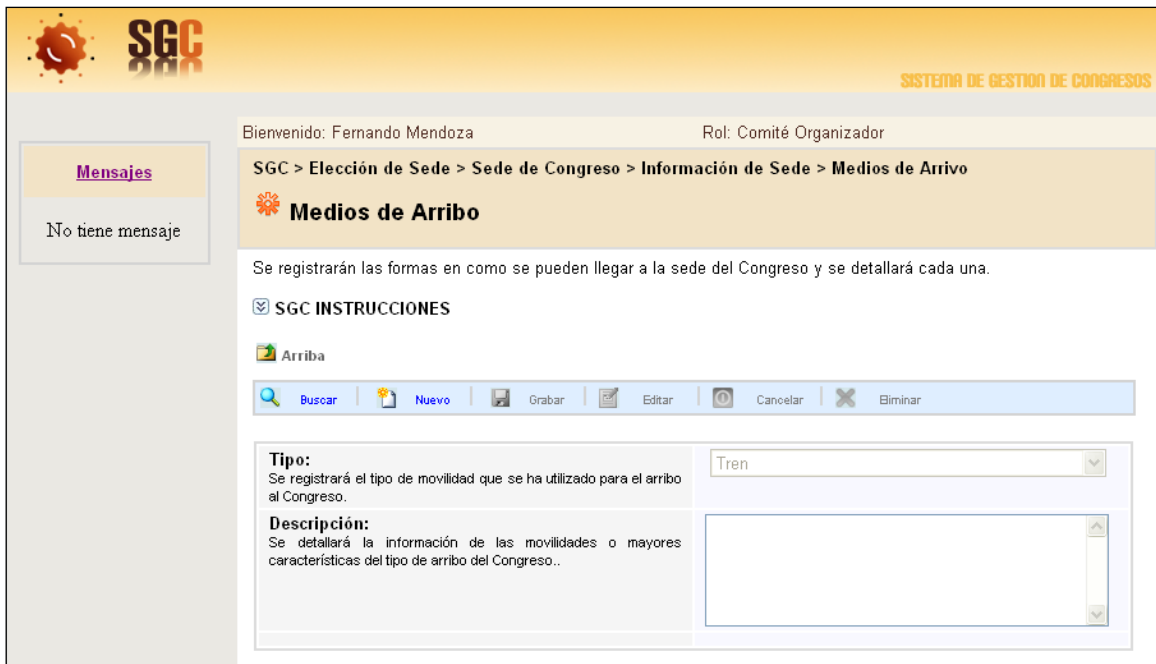 SGC
SISTEMA DE GESTION DE CONGRESOS
Bienvenido: Fernando Mendoza Rol: Comité Organizador
Mensajes
No tiene mensaje
SGC > Elección de Sede > Sede de Congreso > Información de Sede > Medios de Arrivo
Medios de Arribo
Se registrarán las formas en como se pueden llegar a la sede del Congreso y se detallará cada una.
SGC INSTRUCCIONES
Arriba
Buscar Nuevo Grabar Editar Cancelar Eliminar
Tipo:
Se registrará el tipo de movilidad que se ha utilizado para el arribo
al Congreso.
Tren
Descripción:
Se detallará la información de las movilidades o mayores
características del tipo de arribo del Congreso..